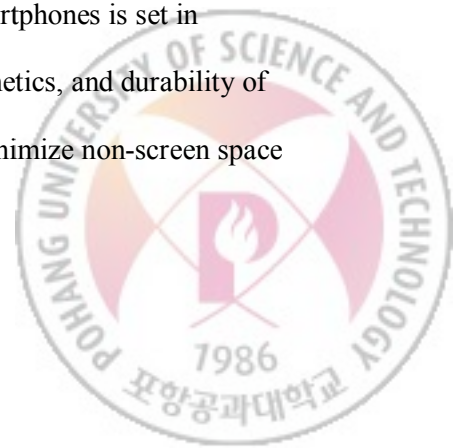 rtphones is set in
netics, and durability of
nimize non-screen space
POHANG UNIVERSITY OF SCIENCE AND TECHNOLOGY
P
1986
포항공과대학교